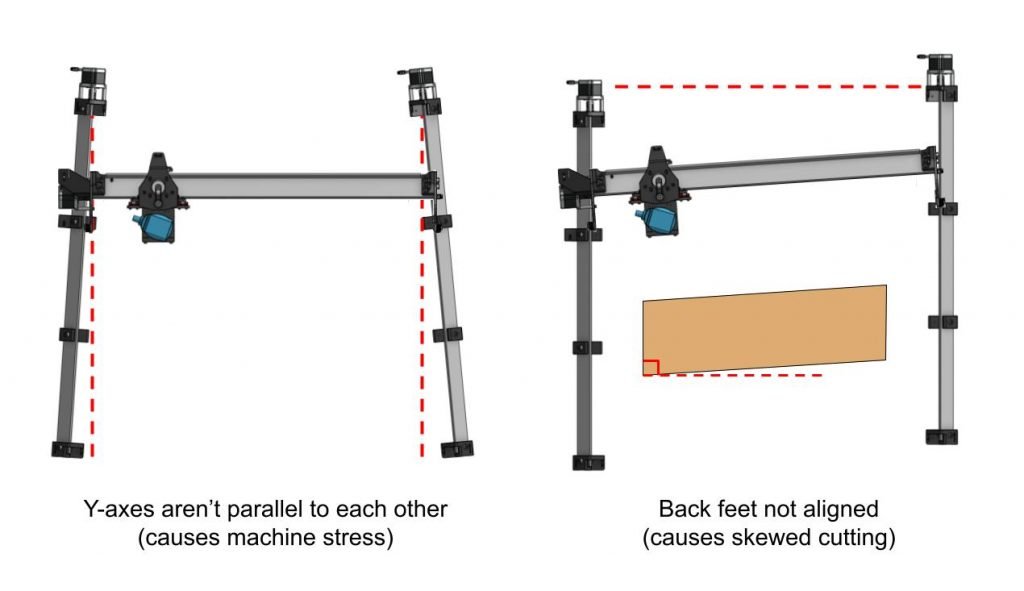 Y-axes aren’t parallel to each other
(causes machine stress)
Back feet not aligned
(causes skewed cutting)